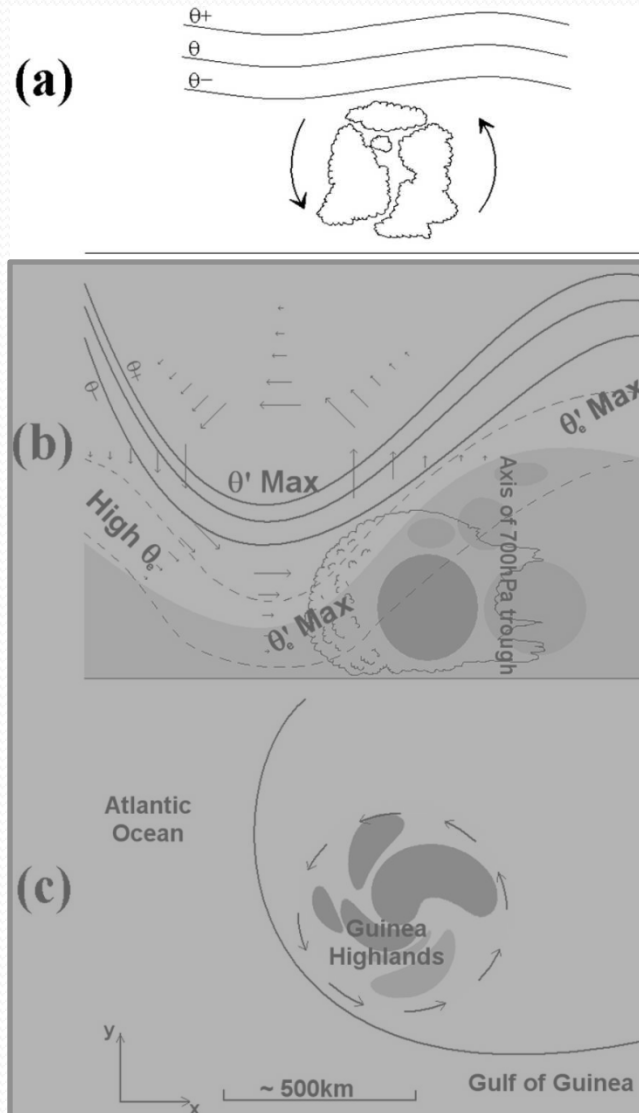 θ+
θ
(a)
θ−
θ−
θ+
(b)
θ' Max
θe' Max
High θe
θe' Max
Axis of 700hPa trough
Atlantic
Ocean
(c)
Guinea
Highlands
y
x
~ 500km
Gulf of Guinea